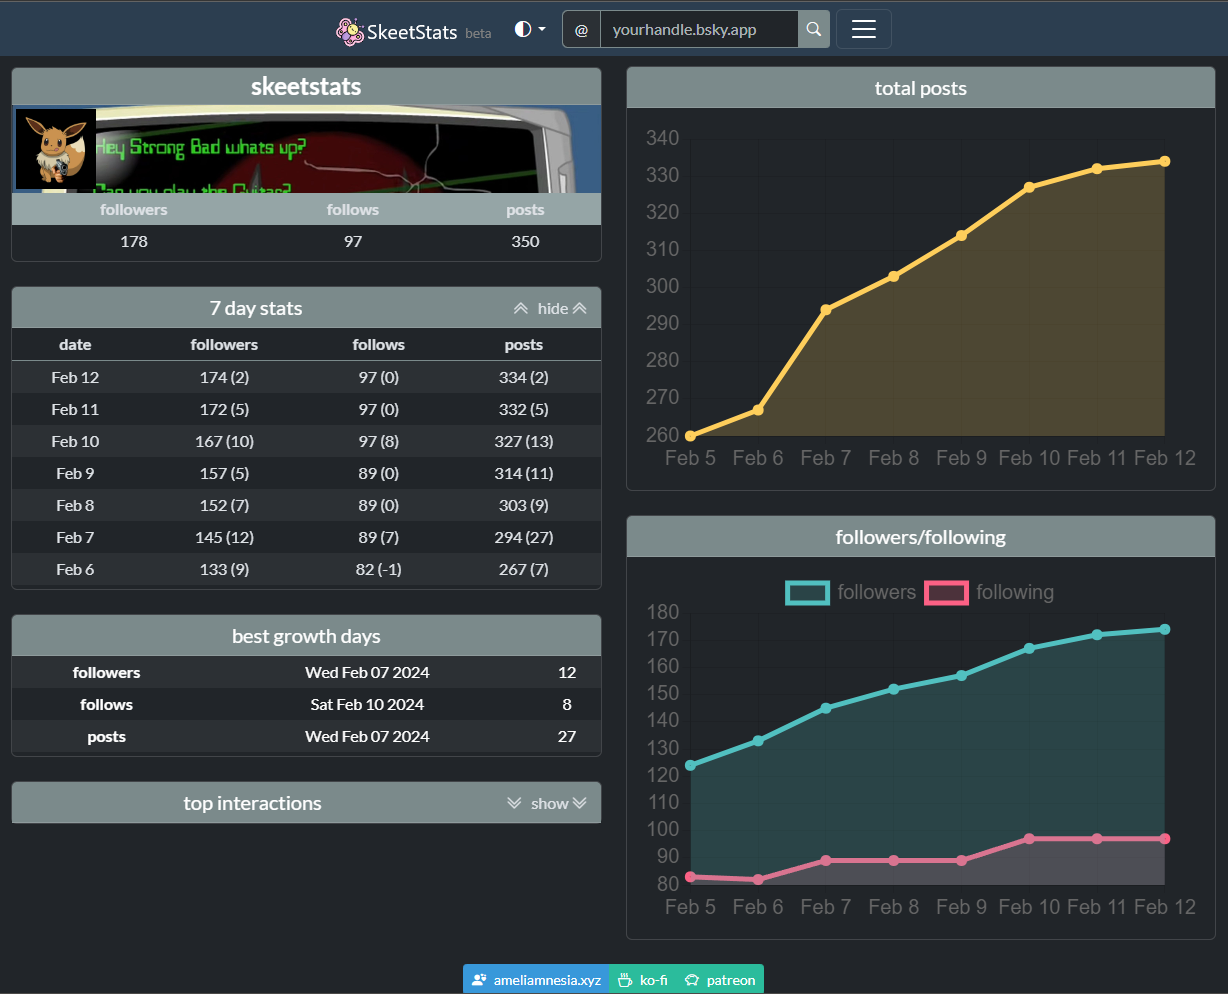 SkeetStats beta
@ yourhandle.bsky.app
skeetstats
Hey Strong Bad whats up?
Can you play the Guitar?
followers follows posts
178 97 350
7 day stats hide
date followers follows posts
Feb 12 174 (2) 97 (0) 334 (2)
Feb 11 172 (5) 97 (0) 332 (5)
Feb 10 167 (10) 97 (8) 327 (13)
Feb 9 157 (5) 89 (0) 314 (11)
Feb 8 152 (7) 89 (0) 303 (9)
Feb 7 145 (12) 89 (7) 294 (27)
Feb 6 133 (9) 82 (-1) 267 (7)
best growth days
followers Wed Feb 07 2024 12
follows Sat Feb 10 2024 8
posts Wed Feb 07 2024 27
top interactions show
total posts
340
330
320
310
300
290
280
270
260
Feb 5 Feb 6 Feb 7 Feb 8 Feb 9 Feb 10 Feb 11 Feb 12
followers/following
followers following
180
170
160
150
140
130
120
110
100
90
80
Feb 5 Feb 6 Feb 7 Feb 8 Feb 9 Feb 10 Feb 11 Feb 12
ameliamnesia.xyz ko-fi patreon